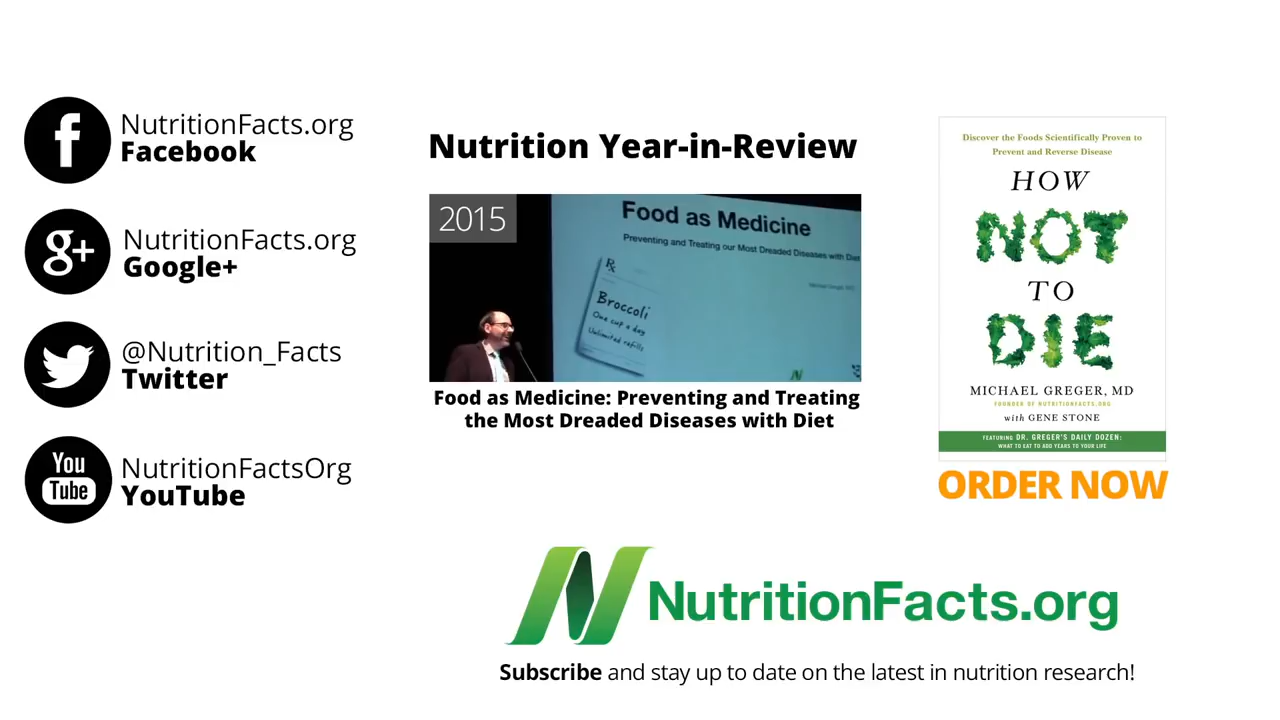 NutritionFacts.org
Facebook
NutritionFacts.org
Google+
@Nutrition_Facts
Twitter
NutritionFactsOrg
YouTube
Nutrition Year-in-Review
2015
Food as Medicine
Preventing and Treating our Most Dreaded Diseases with Diet
Broccoli
One cup a day
Unlimited refills
Food as Medicine: Preventing and Treating
the Most Dreaded Diseases with Diet
Discover the Foods Scientifically Proven to
Prevent and Reverse Disease
HOW
NOT
TO
DIE
MICHAEL GREGER, MD
FOUNDER OF NUTRITIONFACTS.ORG
with GENE STONE
FEATURING DR. GREGER'S DAILY DOZEN:
WHAT TO EAT TO ADD YEARS TO YOUR LIFE
ORDER NOW
NutritionFacts.org
Subscribe and stay up to date on the latest in nutrition research!